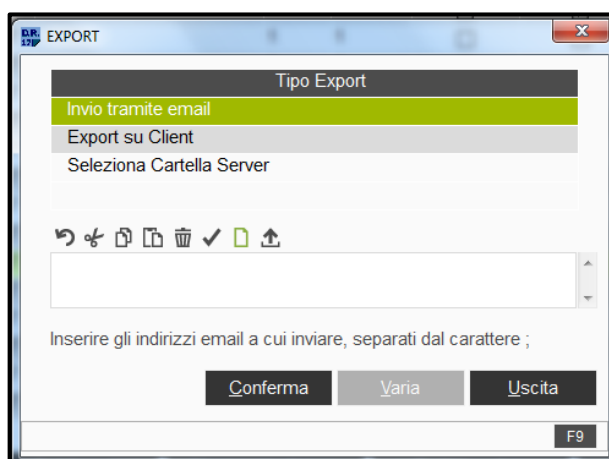 D.R.
171P EXPORT
Tipo Export
Invio tramite email
Export su Client
Seleziona Cartella Server
Inserire gli indirizzi email a cui inviare, separati dal carattere ;
Conferma Varia Uscita
F9